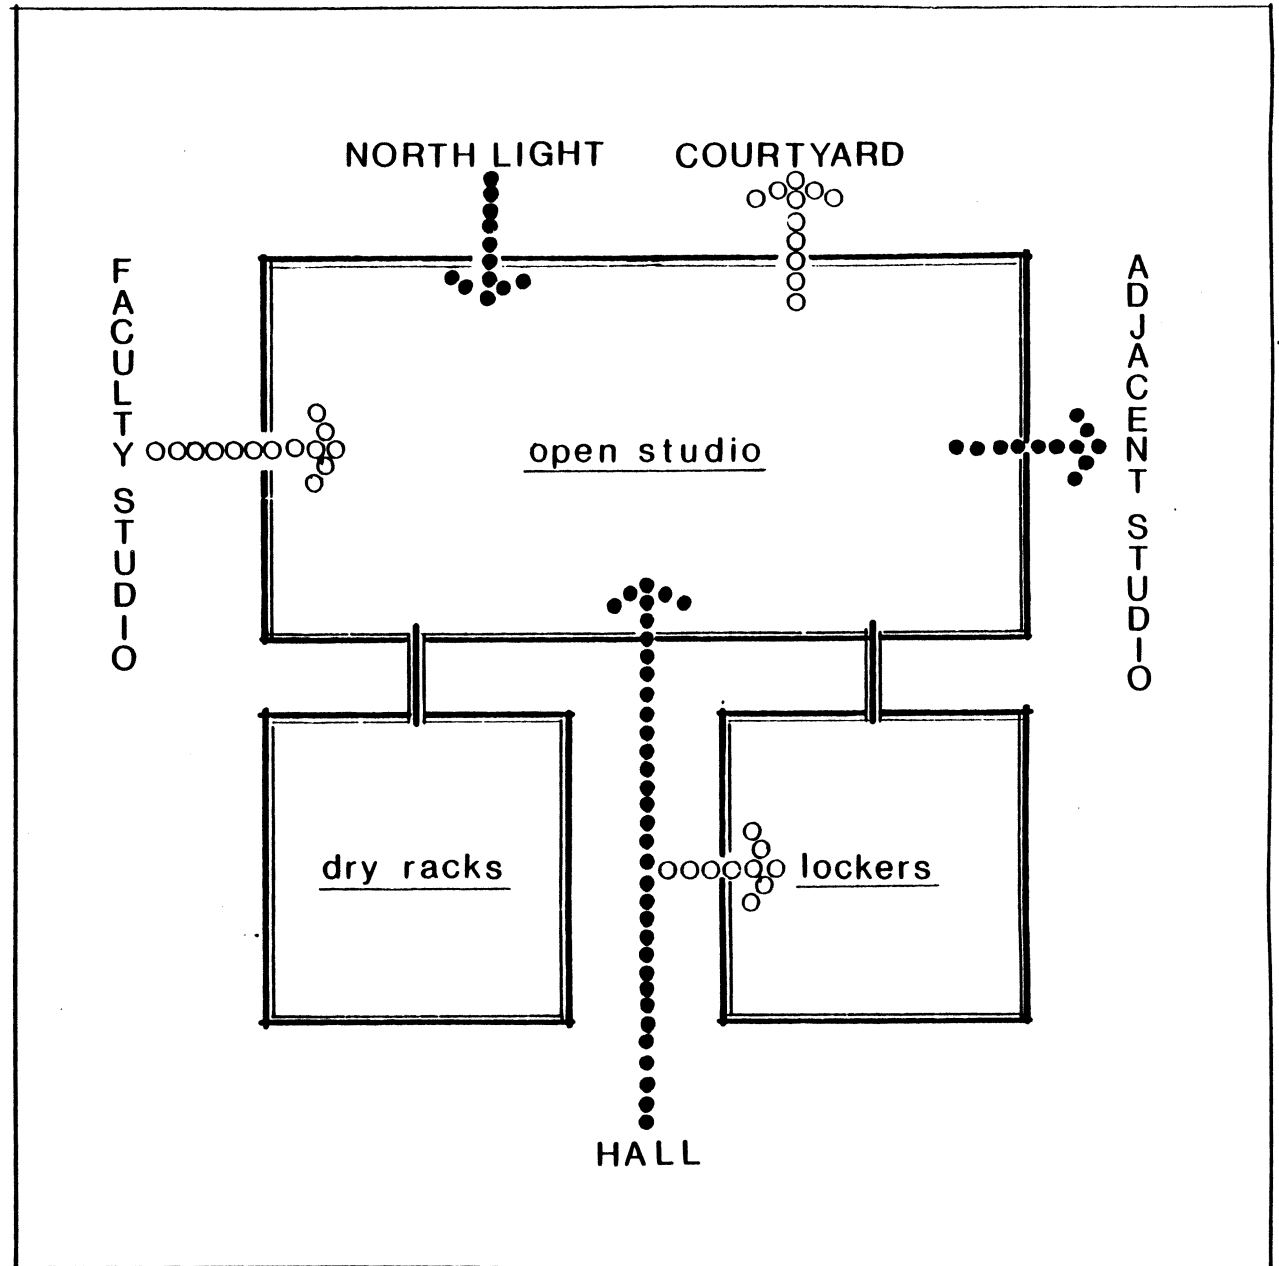 NORTH LIGHT
COURTYARD
FACULTY STUDIO
ADJACENT STUDIO
open studio
dry racks
lockers
HALL